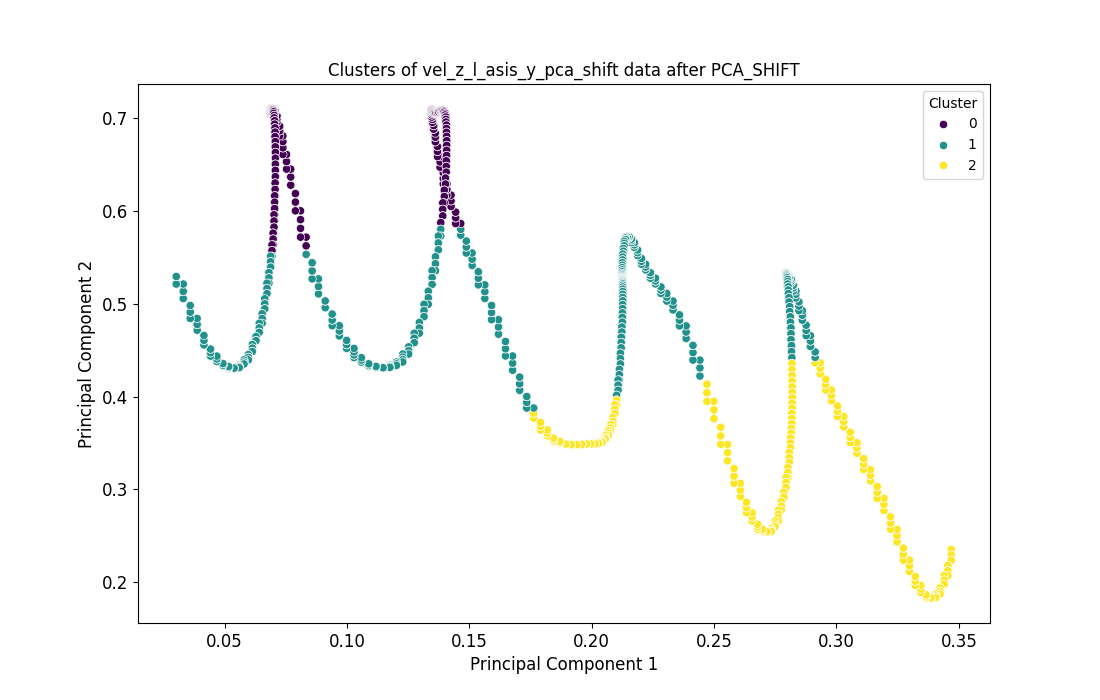 Clusters of vel_z_l_asis_y_pca_shift data after PCA_SHIFT
Cluster
0
1
2
Principal Component 2
0.7
0.6
0.5
0.4
0.3
0.2
0.05 0.10 0.15 0.20 0.25 0.30 0.35
Principal Component 1